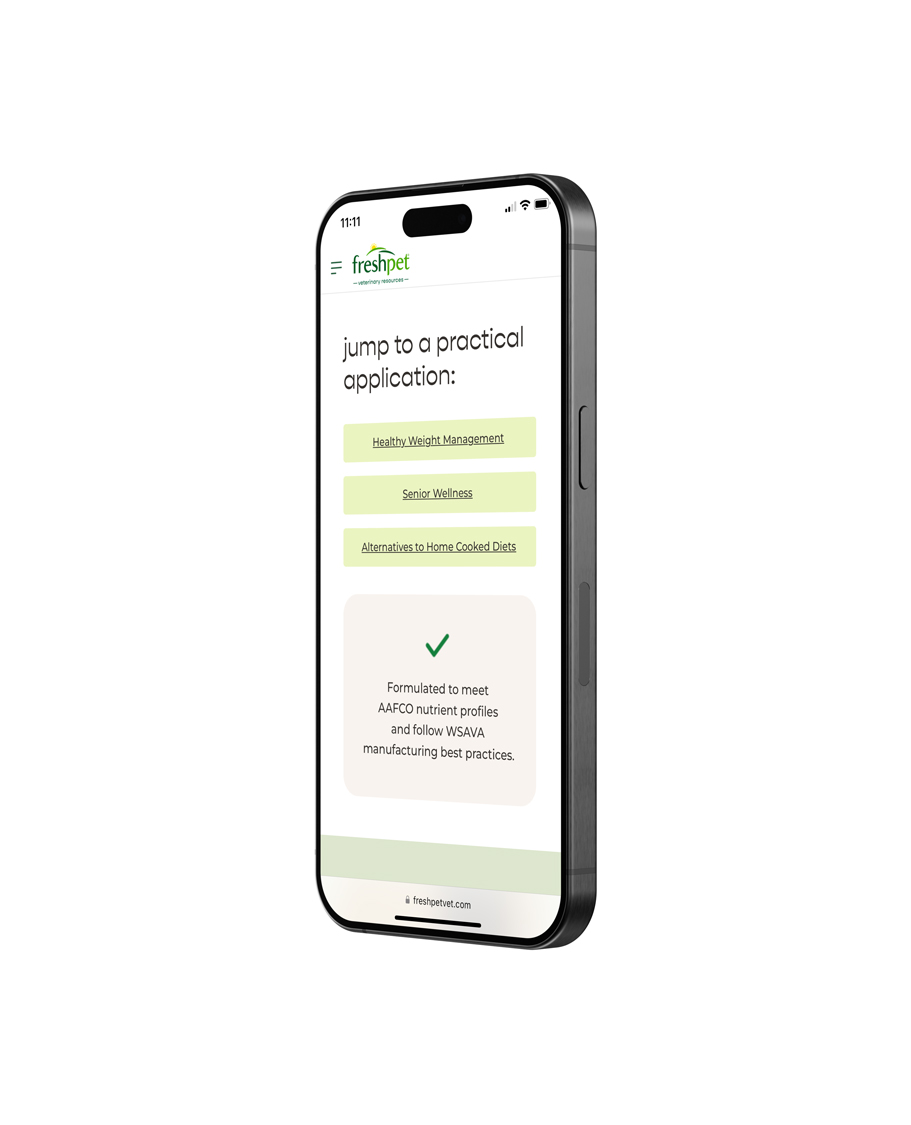 11:11
freshpet®
— veterinary resources —
jump to a practical
application:
Healthy Weight Management
Senior Wellness
Alternatives to Home Cooked Diets
Formulated to meet
AAFCO nutrient profiles
and follow WSAVA
manufacturing best practices.
freshpetvet.com